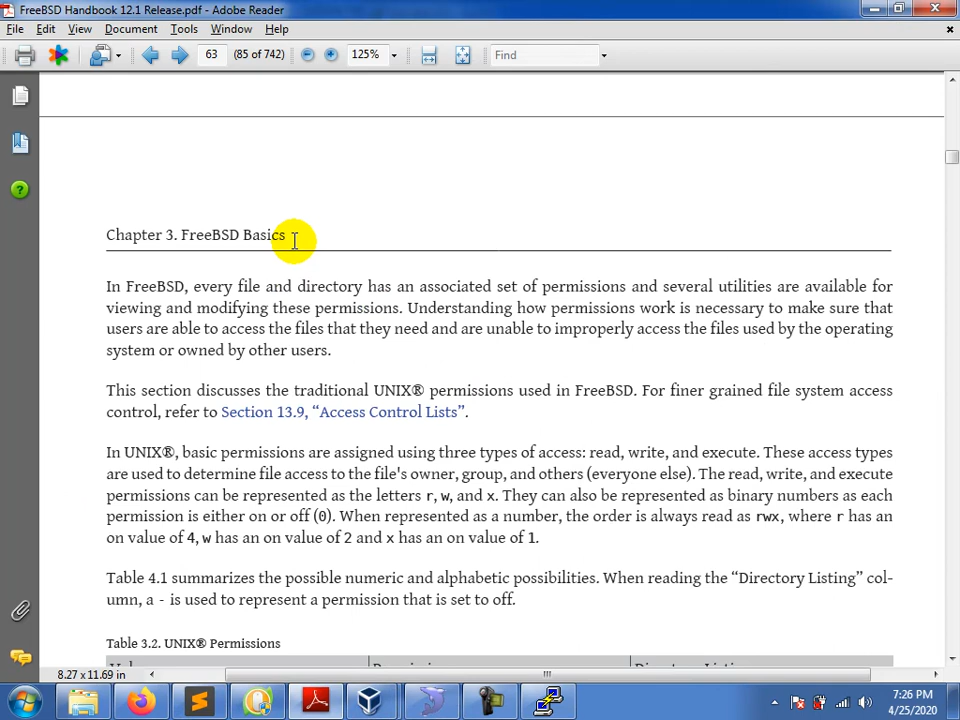 FreeBSD Handbook 12.1 Release.pdf - Adobe Reader
File Edit View Document Tools Window Help
63 (85 of 742) 125% Find
Chapter 3. FreeBSD Basics
In FreeBSD, every file and directory has an associated set of permissions and several utilities are available for
viewing and modifying these permissions. Understanding how permissions work is necessary to make sure that
users are able to access the files that they need and are unable to improperly access the files used by the operating
system or owned by other users.
This section discusses the traditional UNIX® permissions used in FreeBSD. For finer grained file system access
control, refer to Section 13.9, “Access Control Lists”.
In UNIX®, basic permissions are assigned using three types of access: read, write, and execute. These access types
are used to determine file access to the file's owner, group, and others (everyone else). The read, write, and execute
permissions can be represented as the letters r, w, and x. They can also be represented as binary numbers as each
permission is either on or off (0). When represented as a number, the order is always read as rwx, where r has an
on value of 4, w has an on value of 2 and x has an on value of 1.
Table 4.1 summarizes the possible numeric and alphabetic possibilities. When reading the “Directory Listing” col-
umn, a - is used to represent a permission that is set to off.
Table 3.2. UNIX® Permissions
8.27 x 11.69 in
7:26 PM
4/25/2020